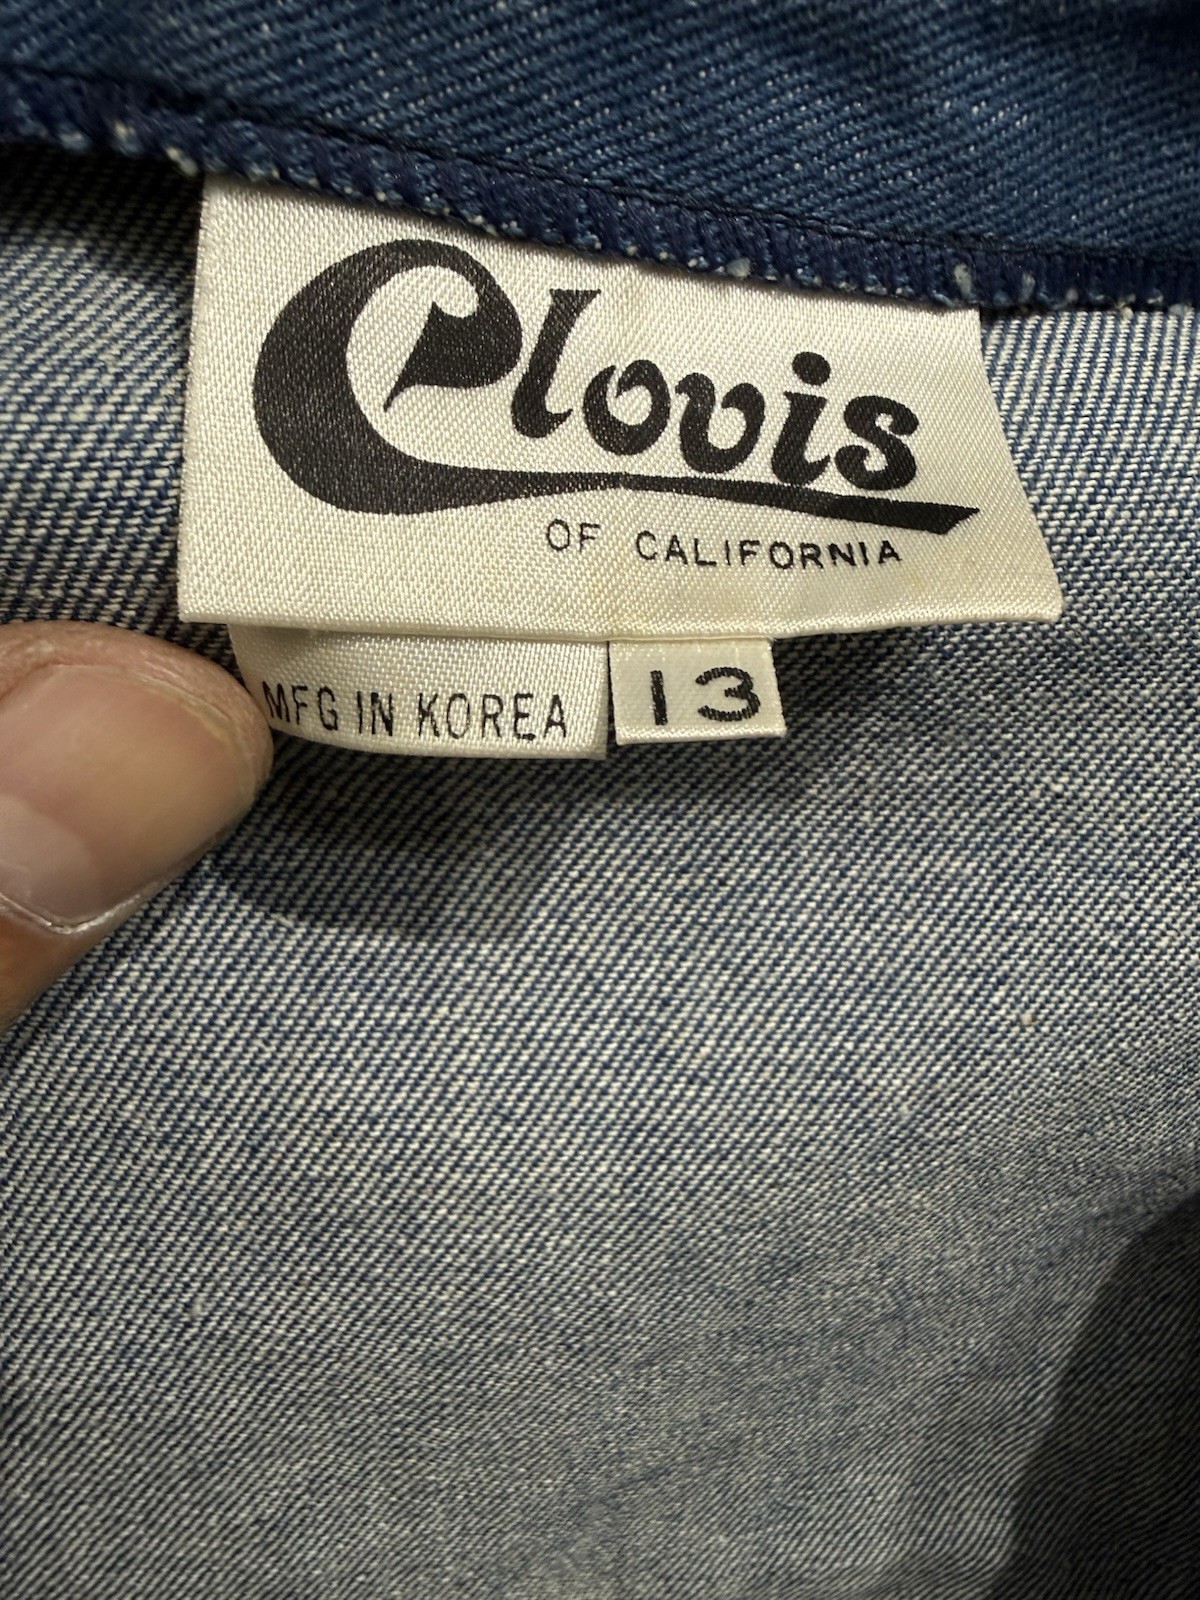 Clovis
OF CALIFORNIA
MFG IN KOREA
13